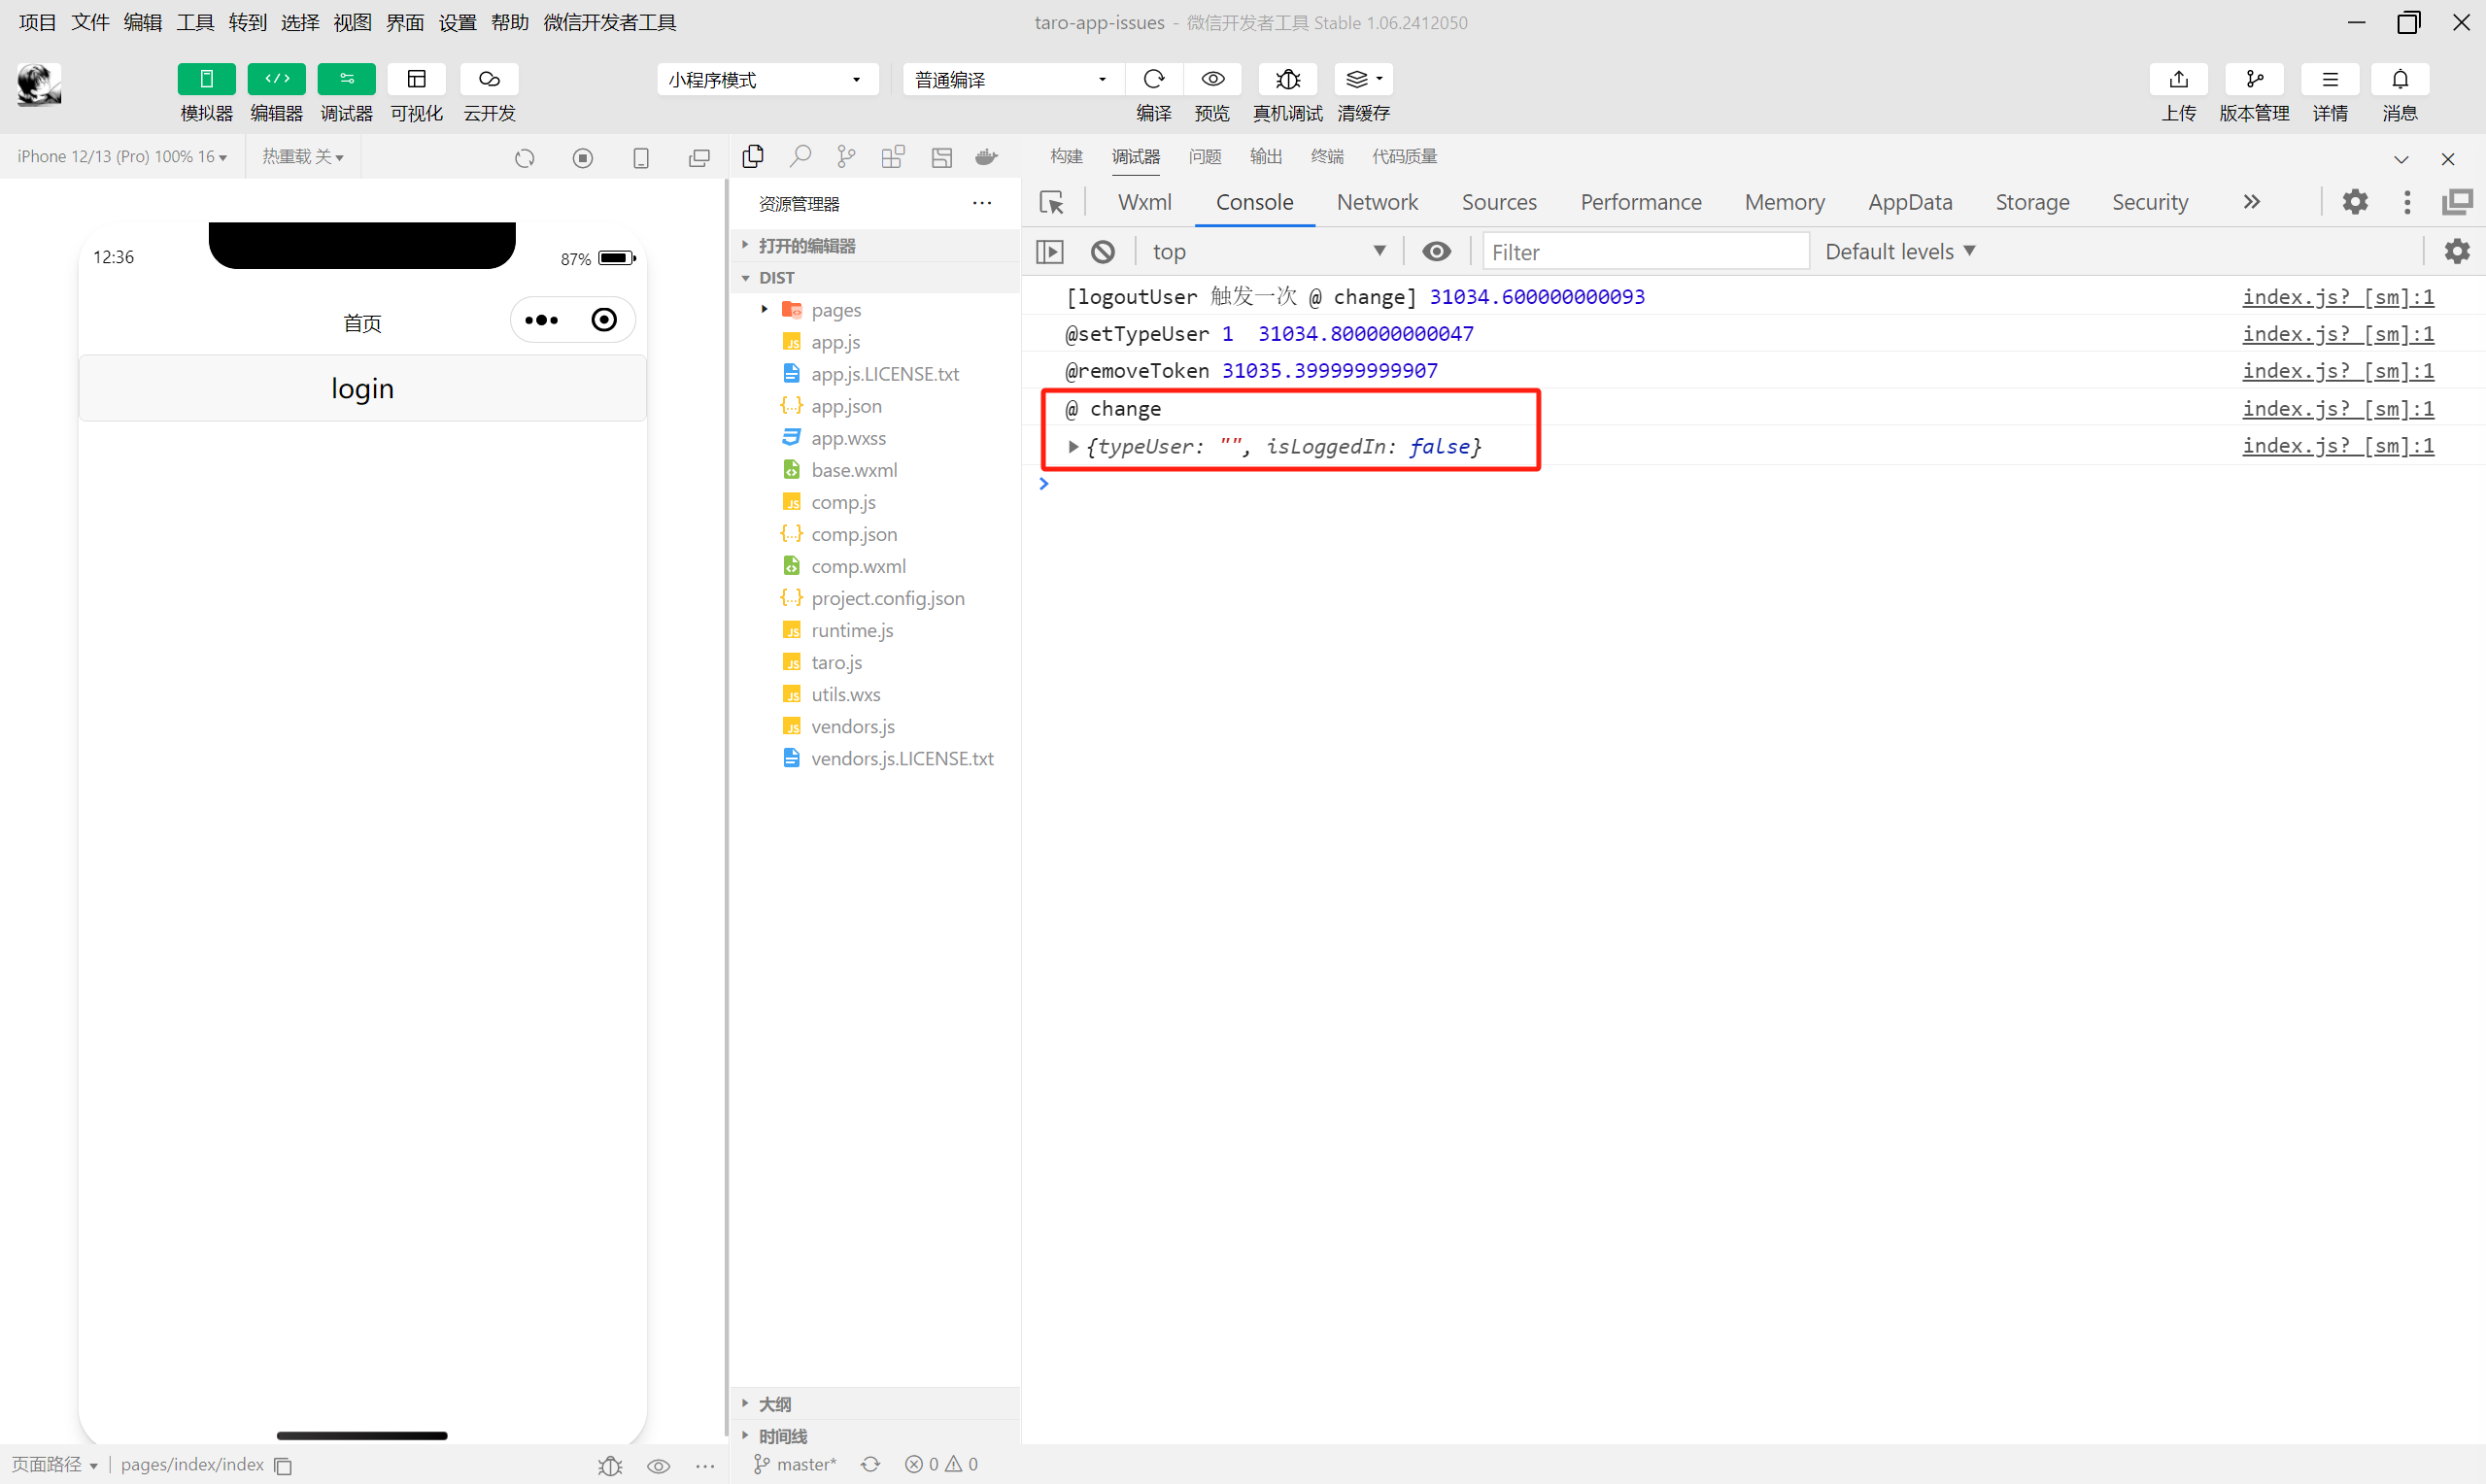 项目 文件 编辑 工具 转到 选择 视图 界面 设置 帮助 微信开发者工具
taro-app-issues - 微信开发者工具 Stable 1.06.2412050
模拟器 编辑器 调试器 可视化 云开发
小程序模式
普通编译
编译 预览 真机调试 清缓存
上传 版本管理 详情 消息
iPhone 12/13 (Pro) 100% 16
热重载 关
12:36
87%
首页
login
资源管理器
打开的编辑器
DIST
pages
app.js
app.js.LICENSE.txt
app.json
app.wxss
base.wxml
comp.js
comp.json
comp.wxml
project.config.json
runtime.js
taro.js
utils.wxs
vendors.js
vendors.js.LICENSE.txt
大纲
时间线
构建 调试器 问题 输出 终端 代码质量
Wxml Console Network Sources Performance Memory AppData Storage Security
top
Filter
Default levels
[logoutUser 触发一次 @ change] 31034.600000000093 index.js? [sm]:1
@setTypeUser 1 31034.800000000047 index.js? [sm]:1
@removeToken 31035.399999999907 index.js? [sm]:1
@ change index.js? [sm]:1
{typeUser: "", isLoggedIn: false} index.js? [sm]:1
页面路径 pages/index/index
master* 0 0